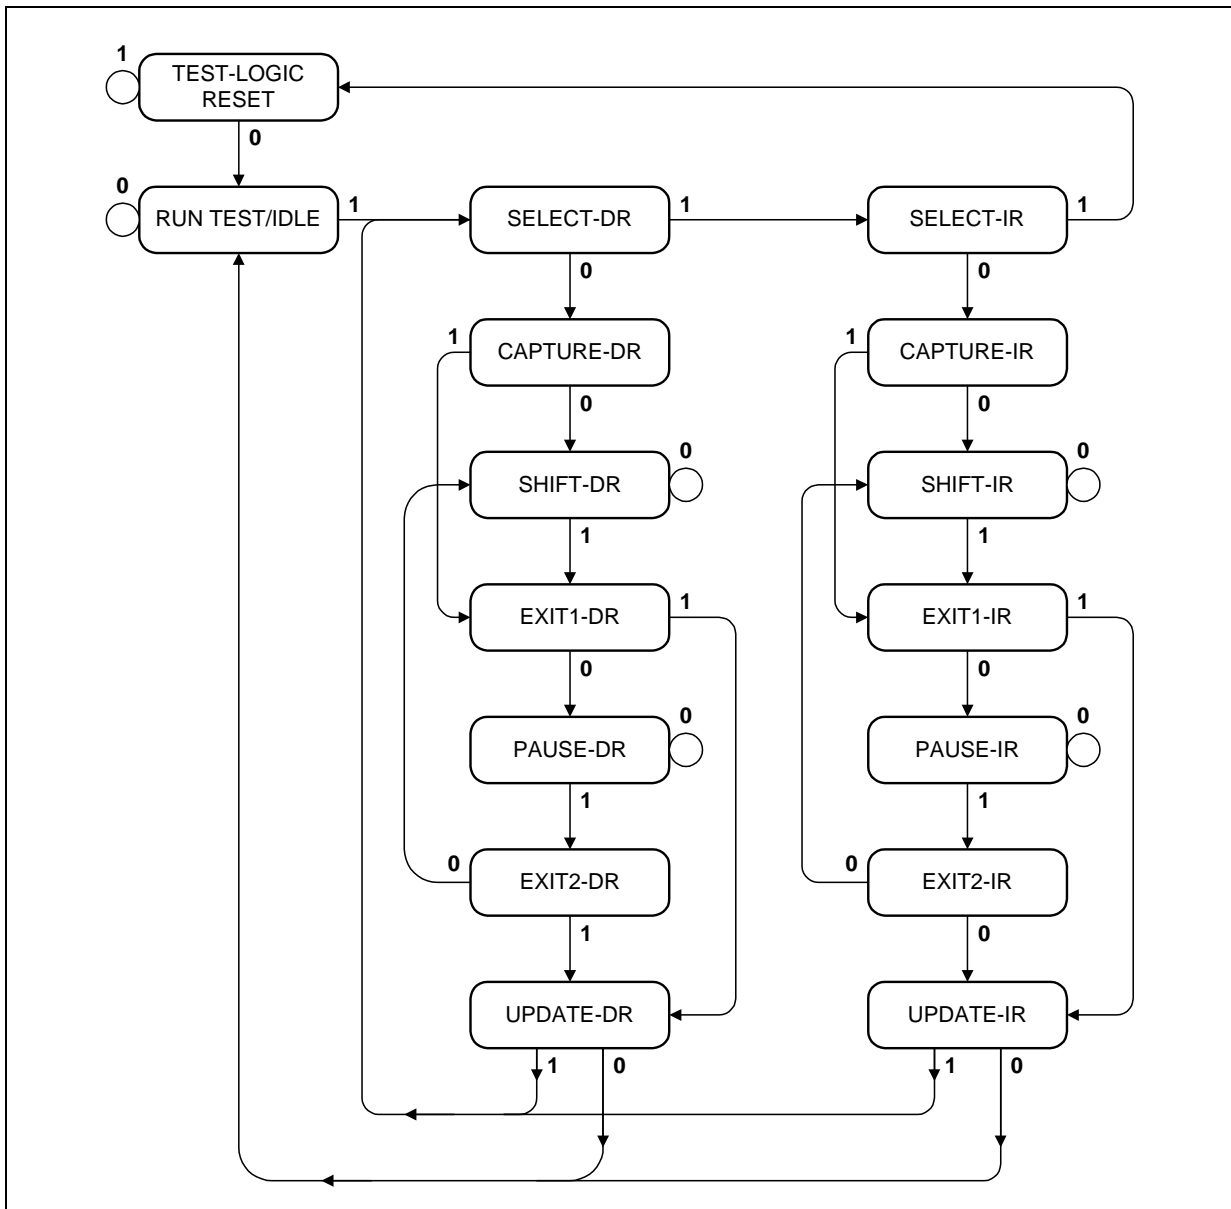 1
TEST-LOGIC
RESET
0
0
RUN TEST/IDLE
1
SELECT-DR
1
SELECT-IR
1
0
0
1
CAPTURE-DR
1
CAPTURE-IR
0
0
0
0
SHIFT-DR
SHIFT-IR
1
1
EXIT1-DR
1
EXIT1-IR
1
0
0
0
0
PAUSE-DR
PAUSE-IR
1
1
0
EXIT2-DR
0
EXIT2-IR
1
0
UPDATE-DR
UPDATE-IR
1
0
1
0